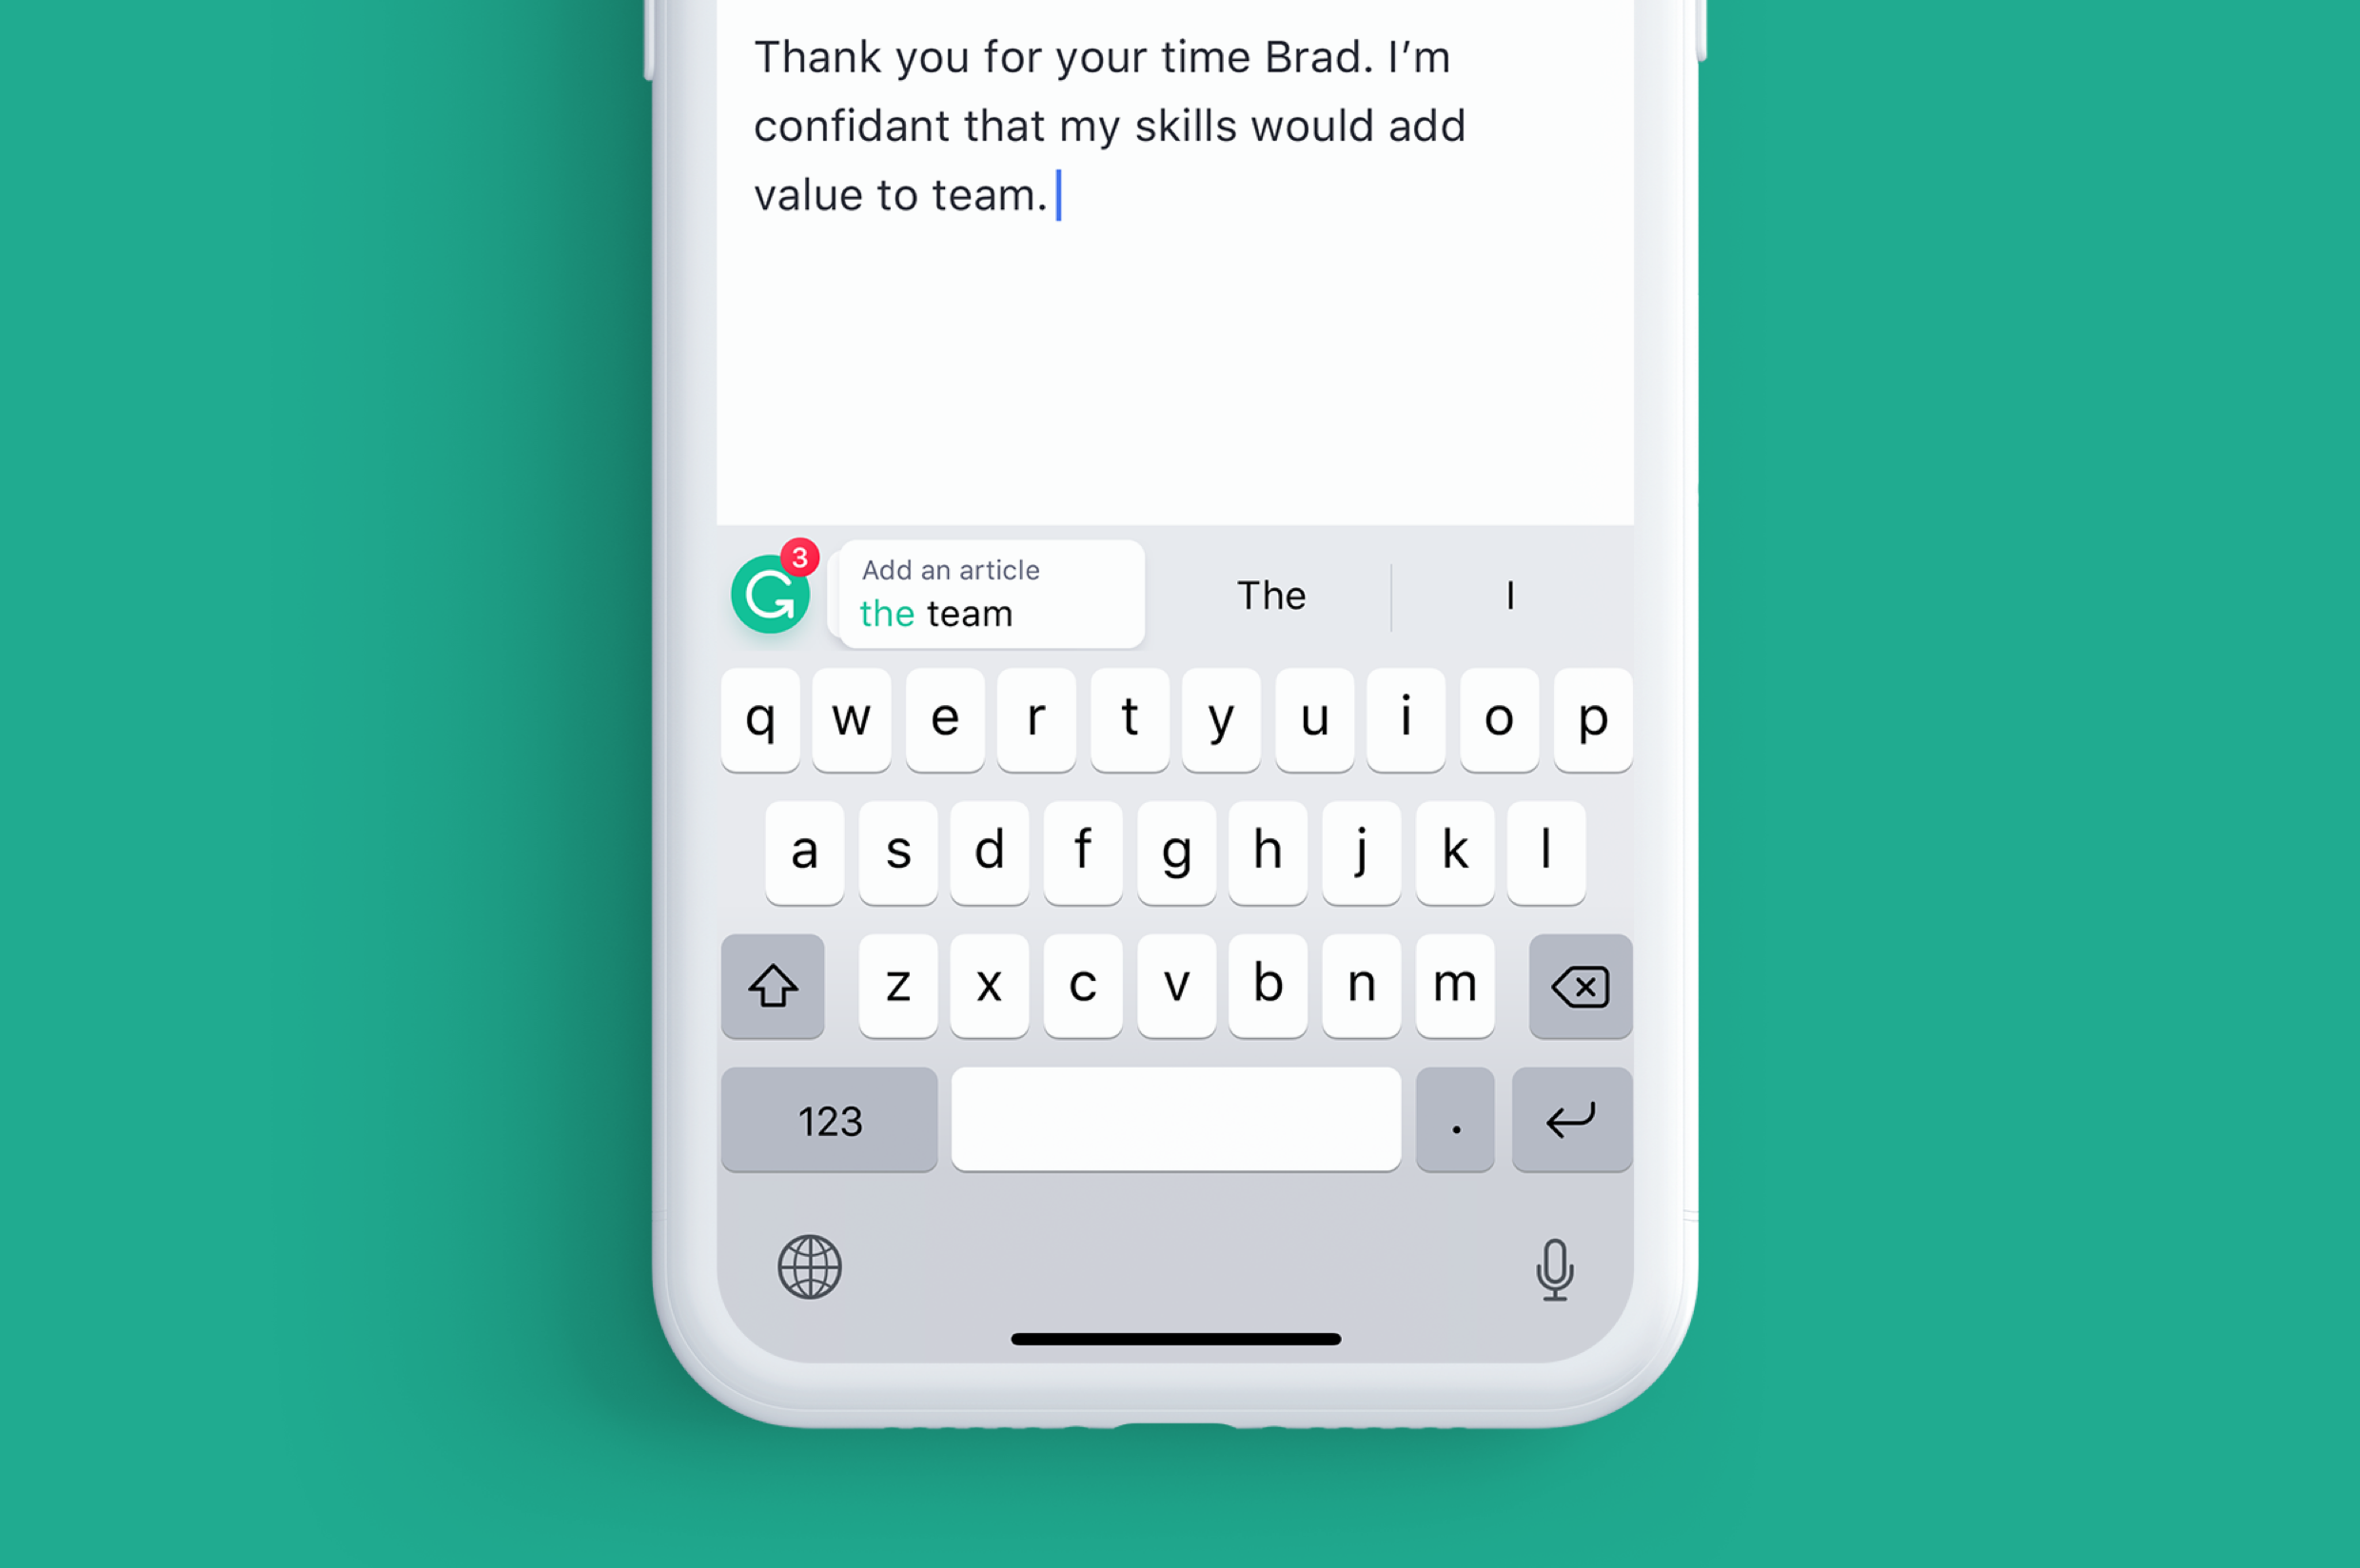 Thank you for your time Brad. I’m
confidant that my skills would add
value to team.
3
Add an article
the team
The
I
q w e r t y u i o p
a s d f g h j k l
z x c v b n m
123 .